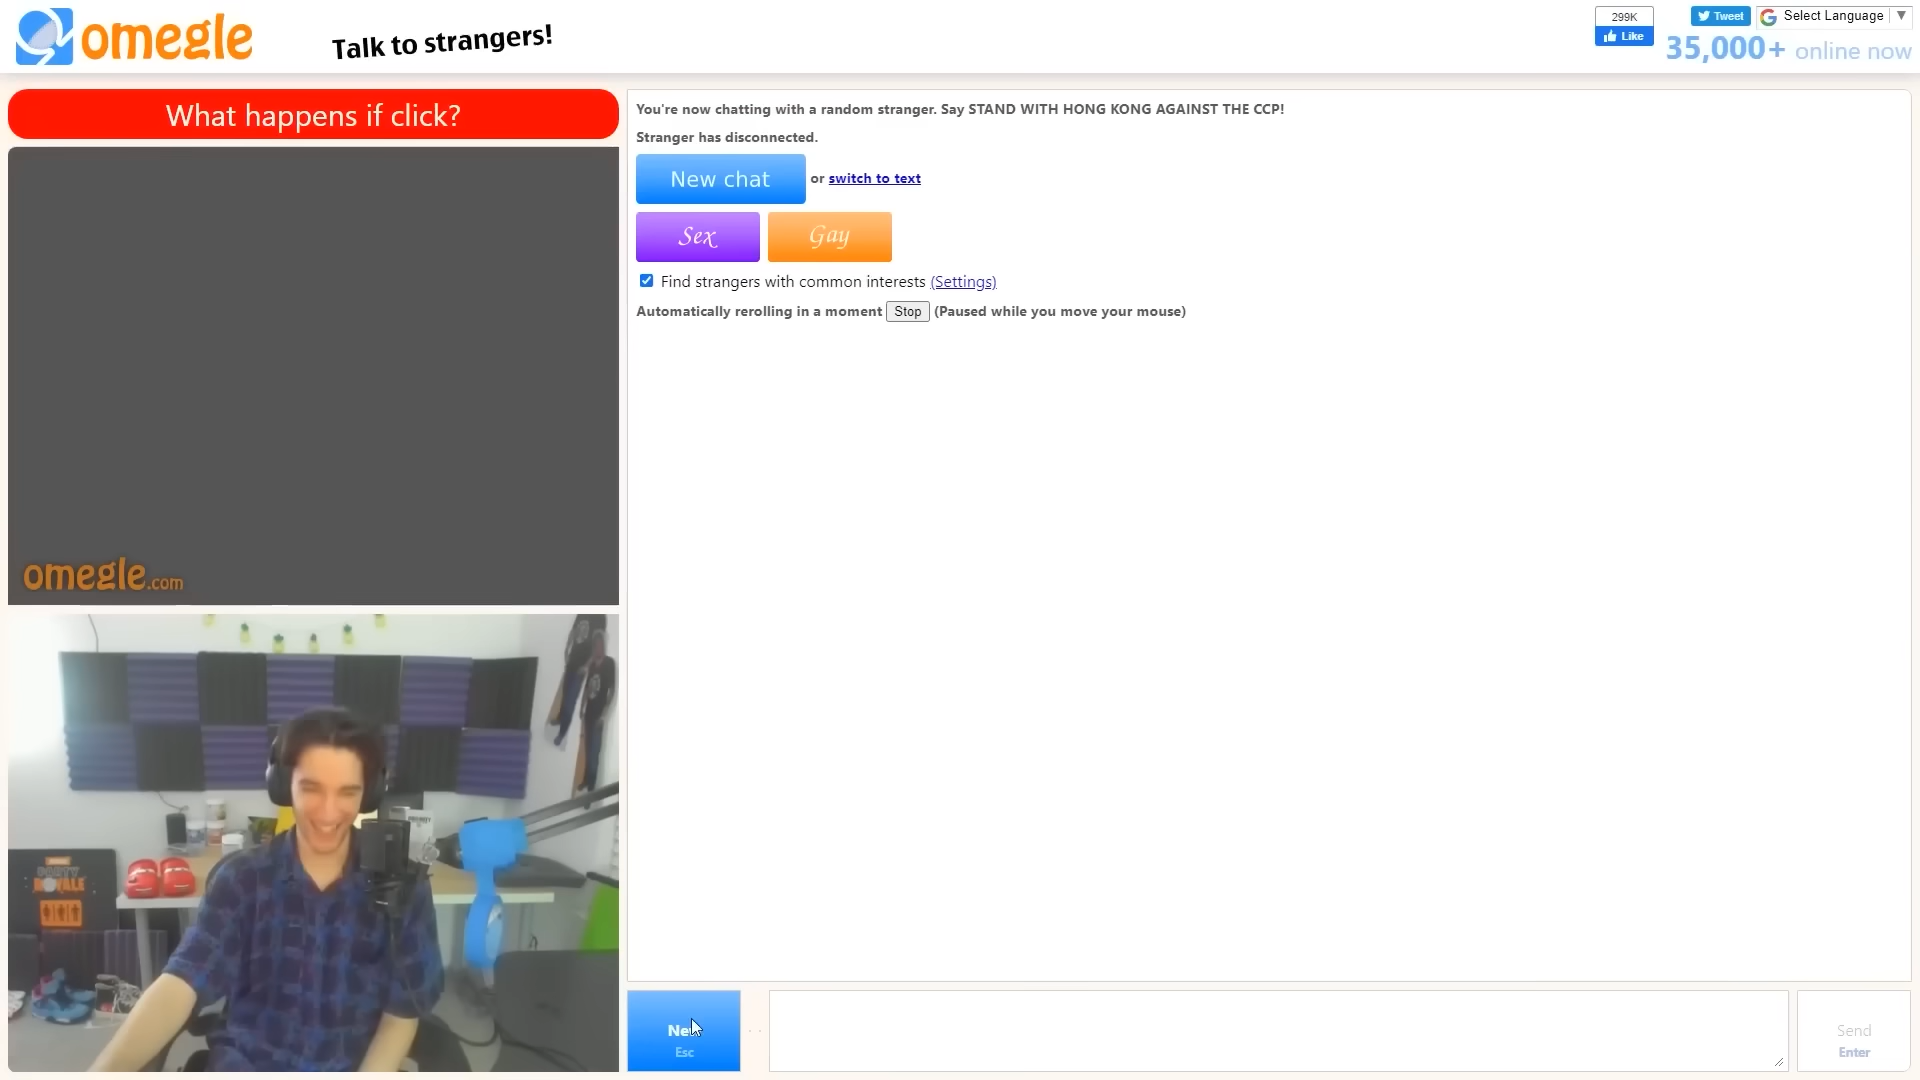 omegle
Talk to strangers!
299K
Like
Tweet
Select Language
35,000+ online now
What happens if click?
omegle.com
You're now chatting with a random stranger. Say STAND WITH HONG KONG AGAINST THE CCP!
Stranger has disconnected.
New chat or switch to text
Sex Gay
Find strangers with common interests (Settings)
Automatically rerolling in a moment Stop (Paused while you move your mouse)
ROYALE
Esc
Send
Enter